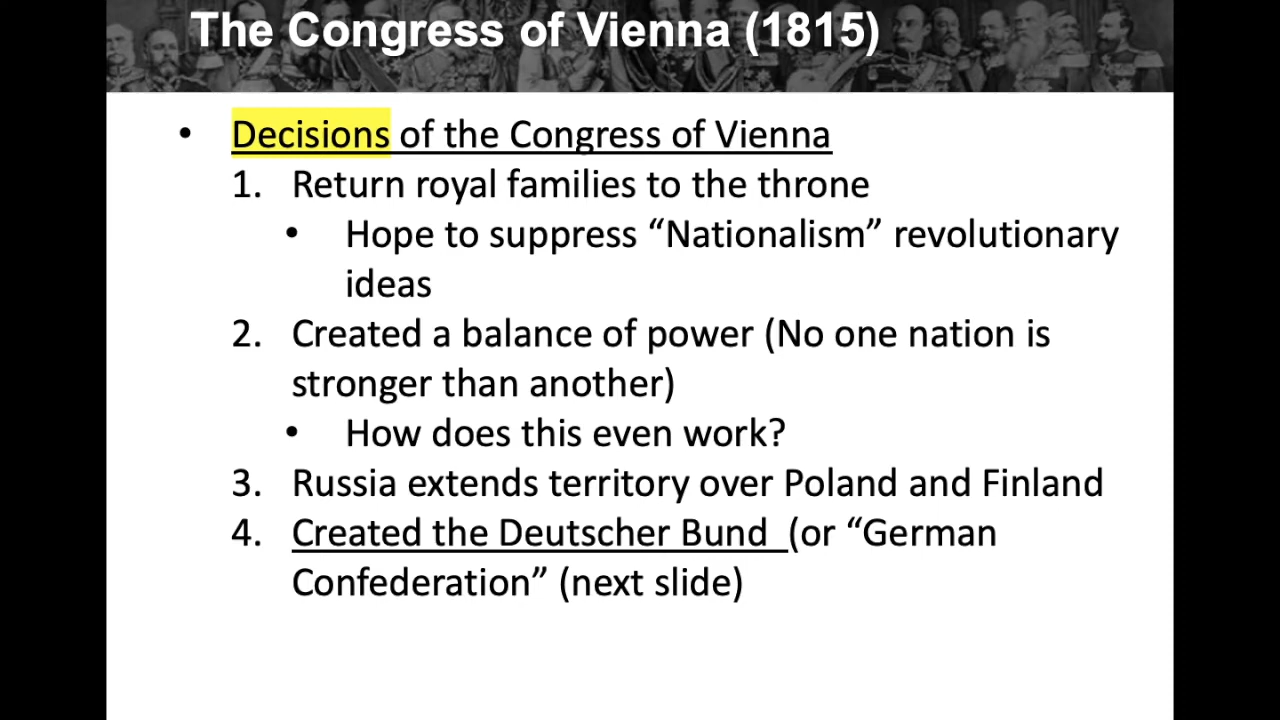 The Congress of Vienna (1815)
• Decisions of the Congress of Vienna
1. Return royal families to the throne
• Hope to suppress “Nationalism” revolutionary
ideas
2. Created a balance of power (No one nation is
stronger than another)
• How does this even work?
3. Russia extends territory over Poland and Finland
4. Created the Deutscher Bund (or “German
Confederation” (next slide)